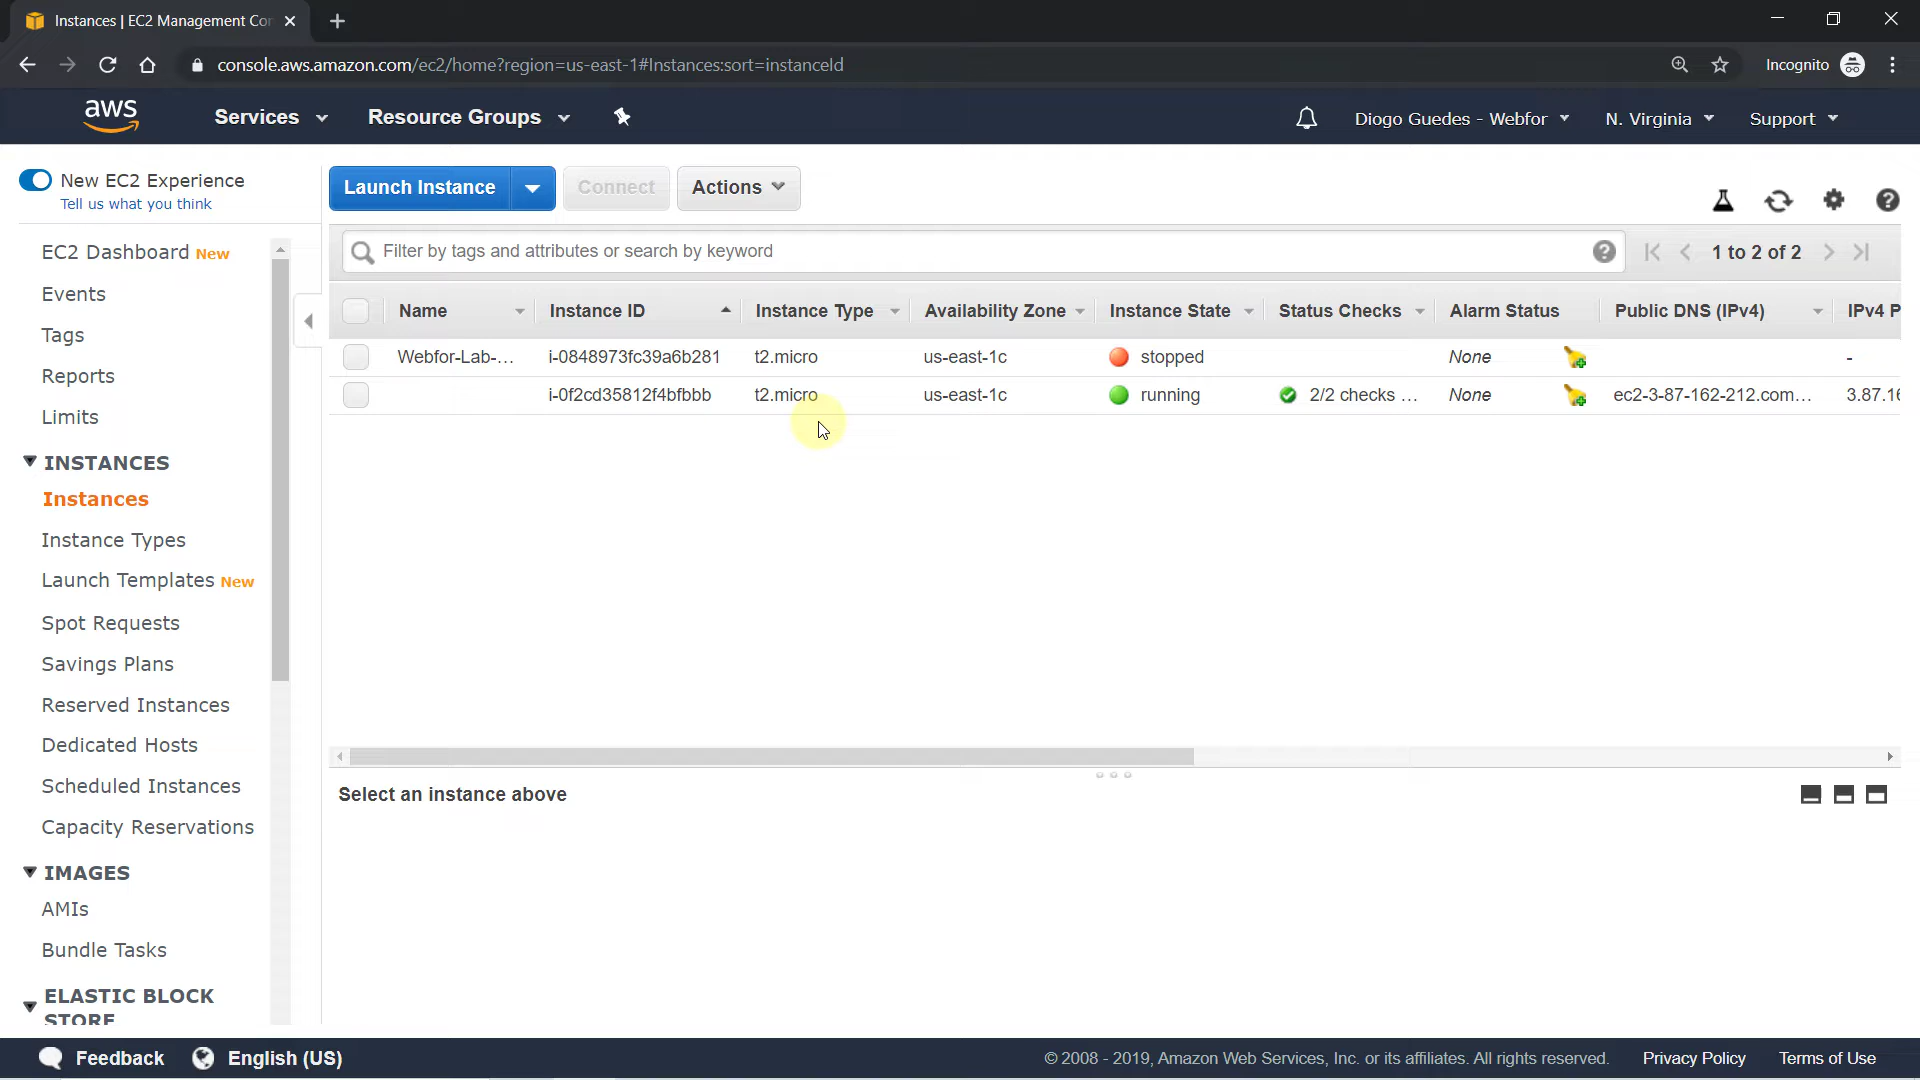 Instances | EC2 Management Con
console.aws.amazon.com/ec2/home?region=us-east-1#Instances:sort=instanceId
Incognito
aws
Services
Resource Groups
Diogo Guedes - Webfor
N. Virginia
Support
New EC2 Experience
Tell us what you think
Launch Instance
Connect
Actions
EC2 Dashboard New
Events
Tags
Reports
Limits
INSTANCES
Instances
Instance Types
Launch Templates New
Spot Requests
Savings Plans
Reserved Instances
Dedicated Hosts
Scheduled Instances
Capacity Reservations
IMAGES
AMIs
Bundle Tasks
ELASTIC BLOCK
STORE
Filter by tags and attributes or search by keyword
1 to 2 of 2
Name Instance ID Instance Type Availability Zone Instance State Status Checks Alarm Status Public DNS (IPv4) IPv4 P
Webfor-Lab-... i-0848973fc39a6b281 t2.micro us-east-1c stopped None -
i-0f2cd35812f4bfbbb t2.micro us-east-1c running 2/2 checks ... None ec2-3-87-162-212.com... 3.87.16
Select an instance above
Feedback
English (US)
© 2008 - 2019, Amazon Web Services, Inc. or its affiliates. All rights reserved.
Privacy Policy
Terms of Use